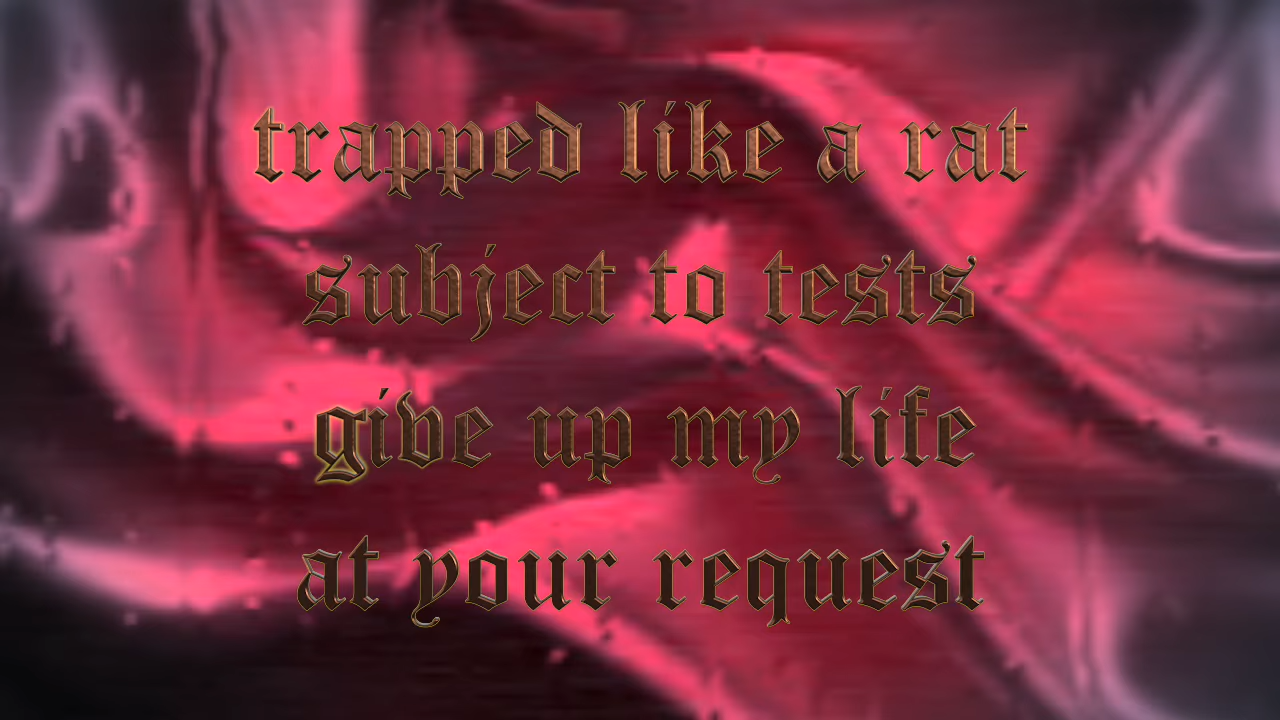 trapped like a rat
subject to tests
give up my life
at your request